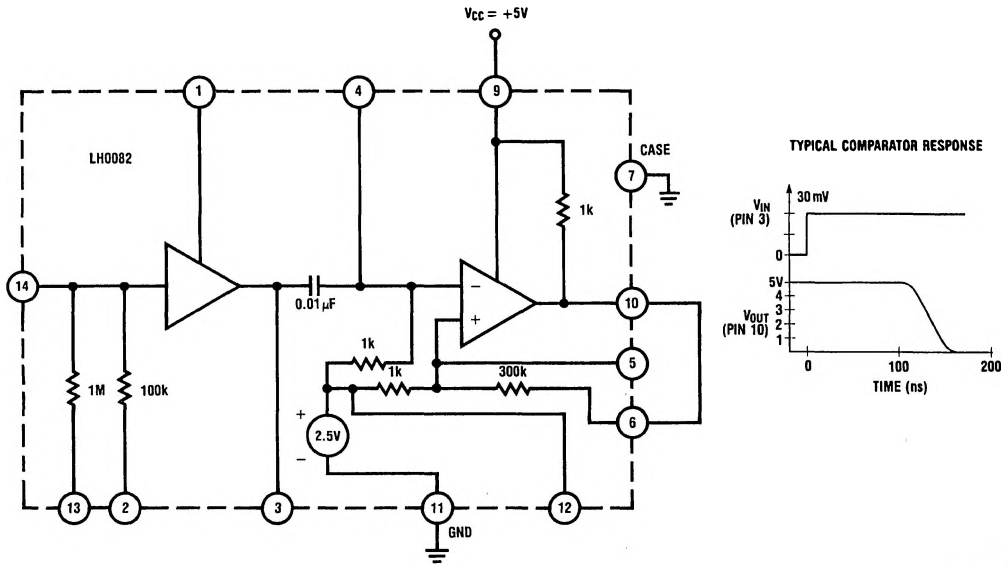 VCC = +5V
1
4
9
LH0082
CASE
7
1k
TYPICAL COMPARATOR RESPONSE
VIN
(PIN 3)
30 mV
0
14
0.01 µF
−
+
10
5V
4
3
2
1
VOUT
(PIN 10)
0
100
200
TIME (ns)
1k
1k
300k
5
6
1M
100k
+
2.5V
−
13
2
3
11
GND
12